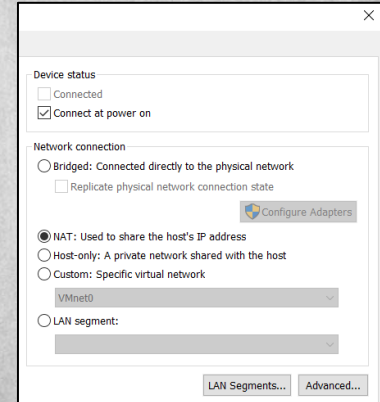 Device status
Connected
Connect at power on
Network connection
Bridged: Connected directly to the physical network
Replicate physical network connection state
Configure Adapters
NAT: Used to share the host's IP address
Host-only: A private network shared with the host
Custom: Specific virtual network
VMnet0
LAN segment:
LAN Segments... Advanced...